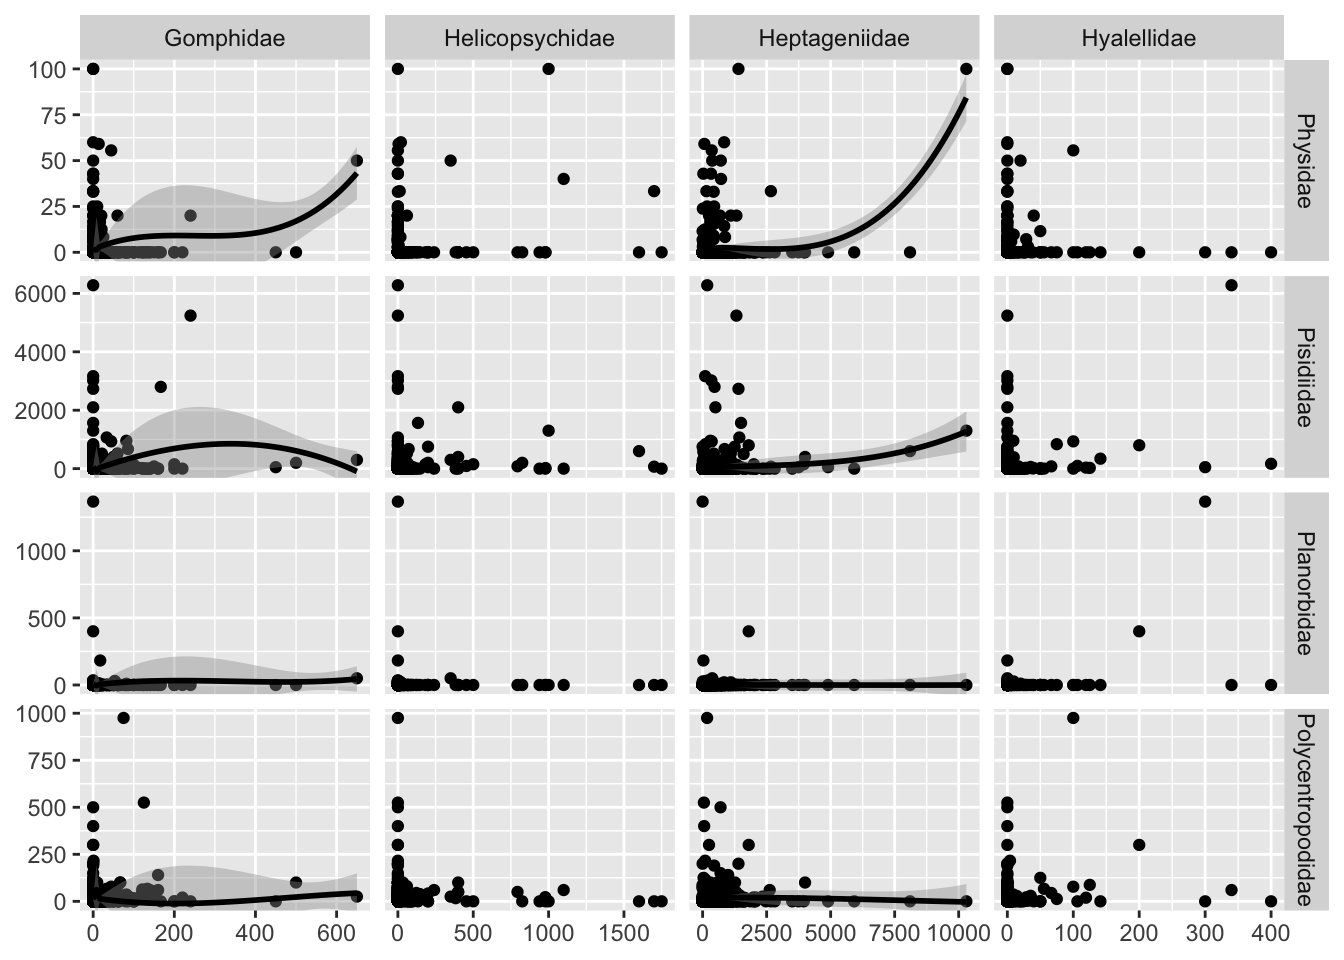 Gomphidae Helicopsychidae Heptageniidae Hyalellidae
100
75
50
25
0
Physidae
6000
4000
2000
0
Pisidiidae
1000
500
0
Planorbidae
1000
750
500
250
0
Polycentropodidae
0 200 400 600 0 500 1000 1500 0 2500 5000 7500 10000 0 100 200 300 400